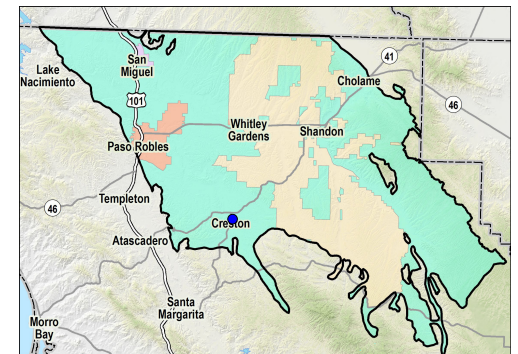 San
Miguel
Lake
Nacimiento
101
41
Cholame
46
Whitley
Gardens
Shandon
Paso Robles
Templeton
46
Creston
Atascadero
Santa
Margarita
Morro
Bay